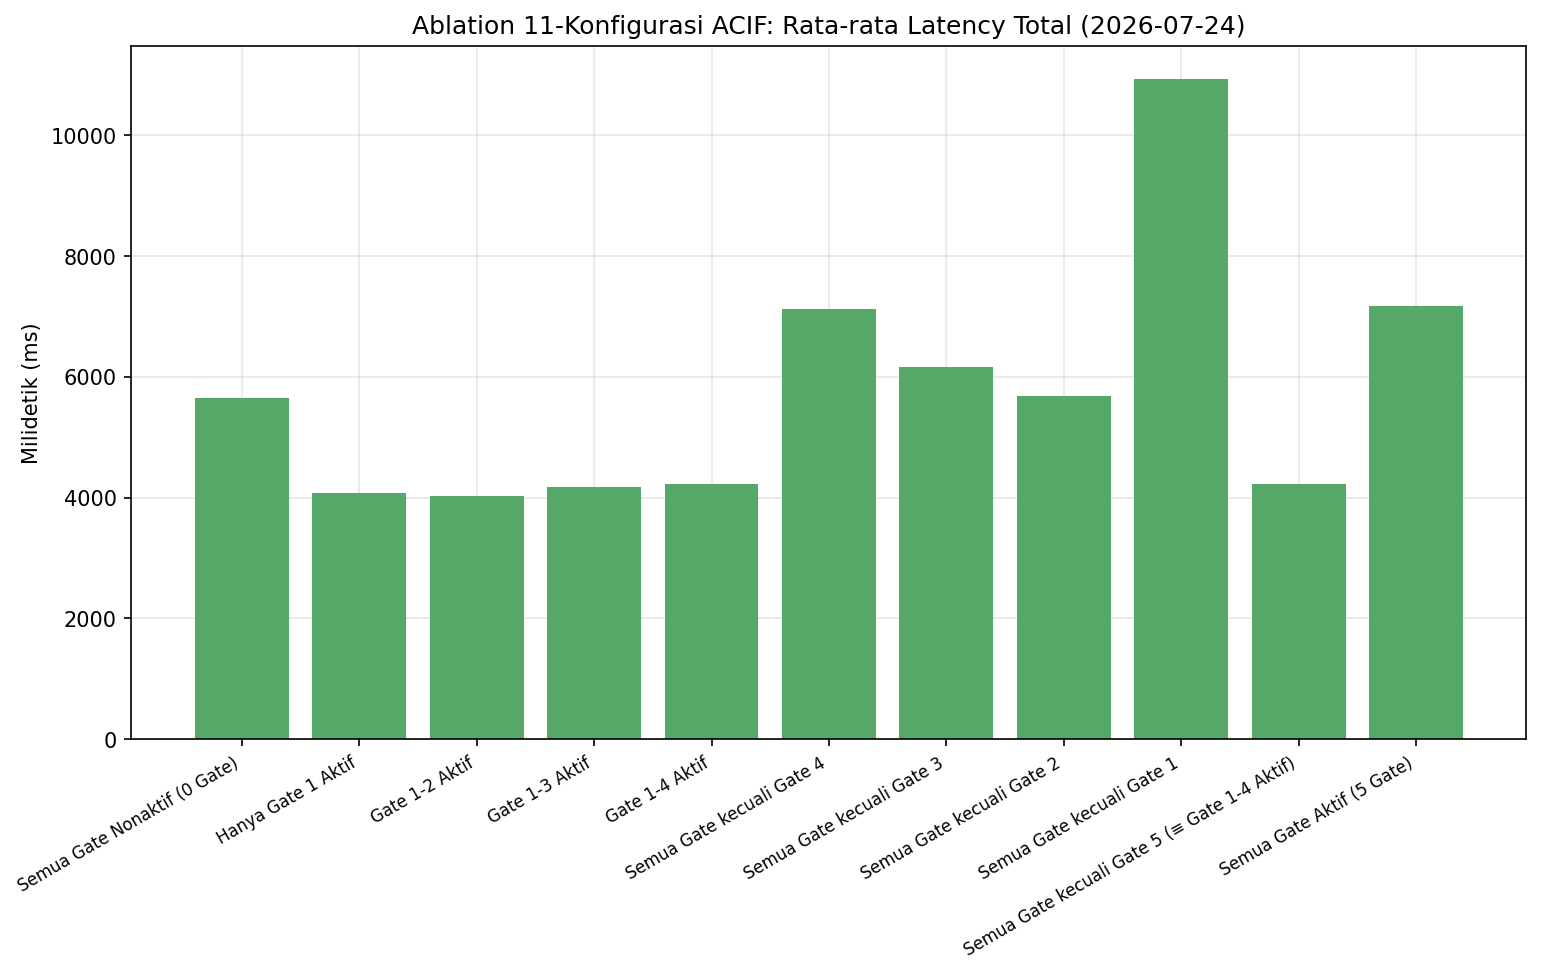 Ablation 11-Konfigurasi ACIF: Rata-rata Latency Total (2026-07-24)
Milidetik (ms)
10000
8000
6000
4000
2000
0
Semua Gate Nonaktif (0 Gate)
Hanya Gate 1 Aktif
Gate 1-2 Aktif
Gate 1-3 Aktif
Gate 1-4 Aktif
Semua Gate kecuali Gate 4
Semua Gate kecuali Gate 3
Semua Gate kecuali Gate 2
Semua Gate kecuali Gate 1
Semua Gate kecuali Gate 5 (≡ Gate 1-4 Aktif)
Semua Gate Aktif (5 Gate)